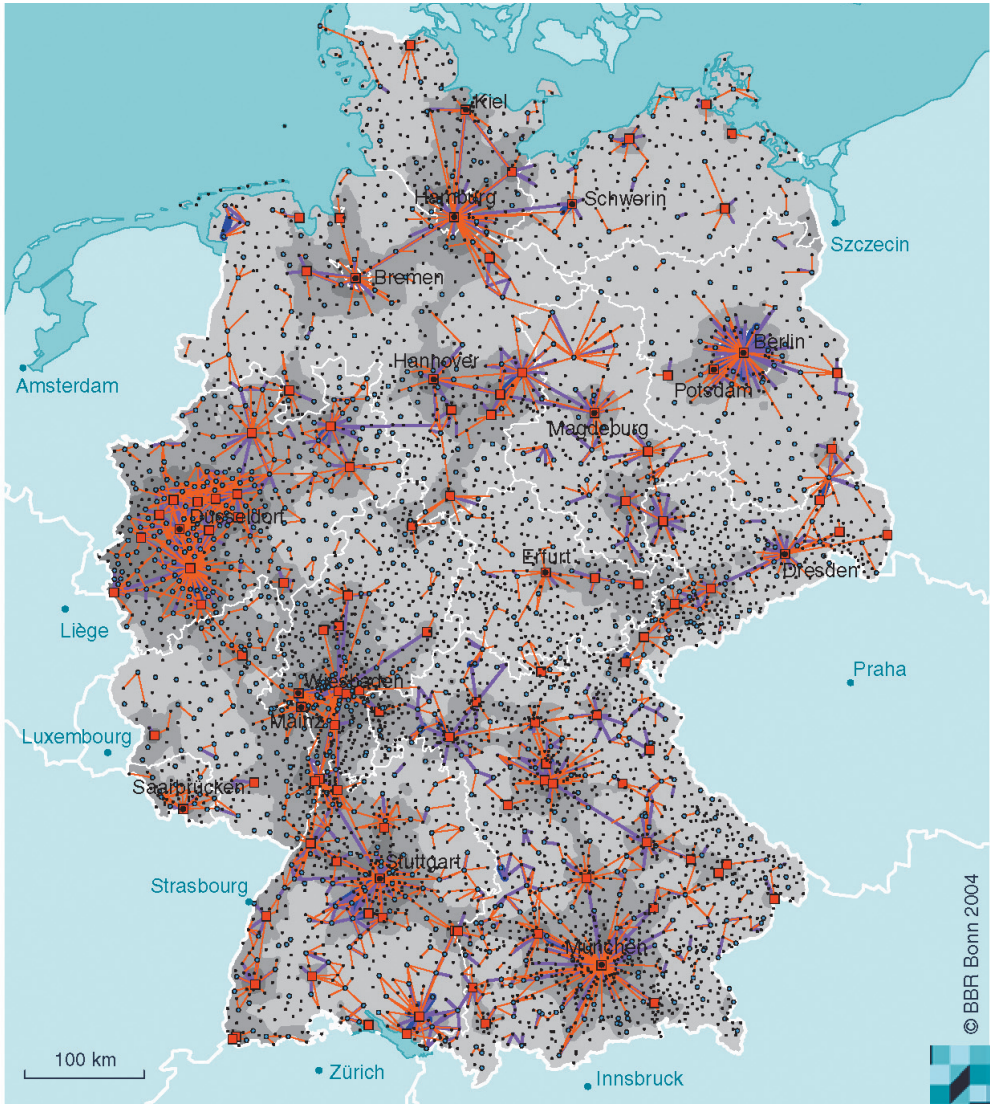 Kiel
Hamburg
Schwerin
Szczecin
Bremen
Berlin
Hannover
Amsterdam
Potsdam
Magdeburg
Düsseldorf
Erfurt
Dresden
Liège
Praha
Wiesbaden
Mainz
Luxembourg
Saarbrücken
Stuttgart
Strasbourg
München
© BBR Bonn 2004
100 km
Zürich
Innsbruck